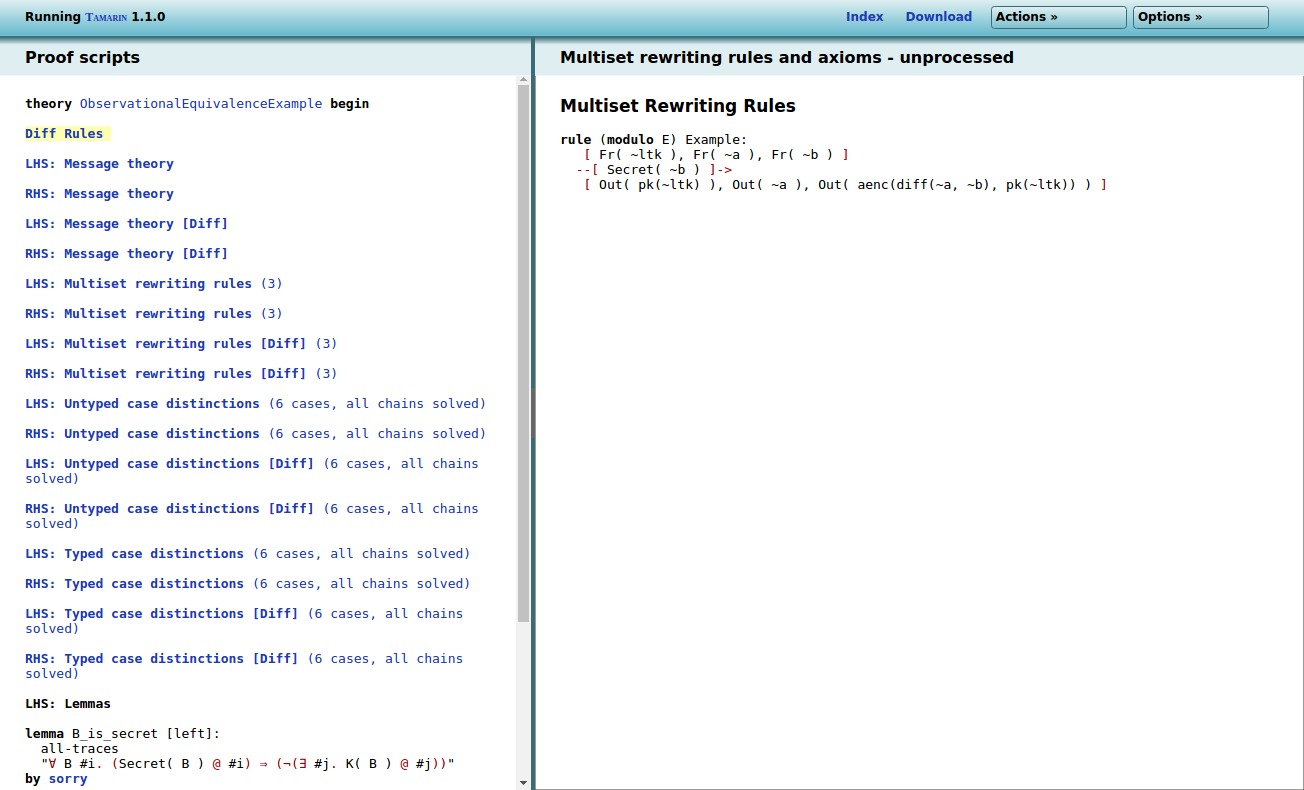 Running Tamarin 1.1.0
Index Download Actions » Options »
Proof scripts
theory ObservationalEquivalenceExample begin
Diff Rules
LHS: Message theory
RHS: Message theory
LHS: Message theory [Diff]
RHS: Message theory [Diff]
LHS: Multiset rewriting rules (3)
RHS: Multiset rewriting rules (3)
LHS: Multiset rewriting rules [Diff] (3)
RHS: Multiset rewriting rules [Diff] (3)
LHS: Untyped case distinctions (6 cases, all chains solved)
RHS: Untyped case distinctions (6 cases, all chains solved)
LHS: Untyped case distinctions [Diff] (6 cases, all chains
solved)
RHS: Untyped case distinctions [Diff] (6 cases, all chains
solved)
LHS: Typed case distinctions (6 cases, all chains solved)
RHS: Typed case distinctions (6 cases, all chains solved)
LHS: Typed case distinctions [Diff] (6 cases, all chains
solved)
RHS: Typed case distinctions [Diff] (6 cases, all chains
solved)
LHS: Lemmas
lemma B_is_secret [left]:
all-traces
"∀ B #i. (Secret( B ) @ #i) ⇒ (¬(∃ #j. K( B ) @ #j))"
by sorry
Multiset rewriting rules and axioms - unprocessed
Multiset Rewriting Rules
rule (modulo E) Example:
[ Fr( ~ltk ), Fr( ~a ), Fr( ~b ) ]
--[ Secret( ~b ) ]->
[ Out( pk(~ltk) ), Out( ~a ), Out( aenc(diff(~a, ~b), pk(~ltk)) ) ]